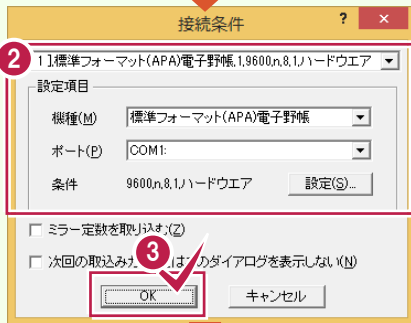 接続条件
?
×
2
1 ],標準フォーマット(APA)電子野帳,1,9600,n,8,1,ハードウエア
設定項目
機種(M)
標準フォーマット(APA)電子野帳
ポート(P)
COM1:
条件
9600,n,8,1,ハードウエア
設定(S)...
ミラー定数を取り込む(Z)
3
次回の取込み のダイアログを表示しない(N)
OK
キャンセル